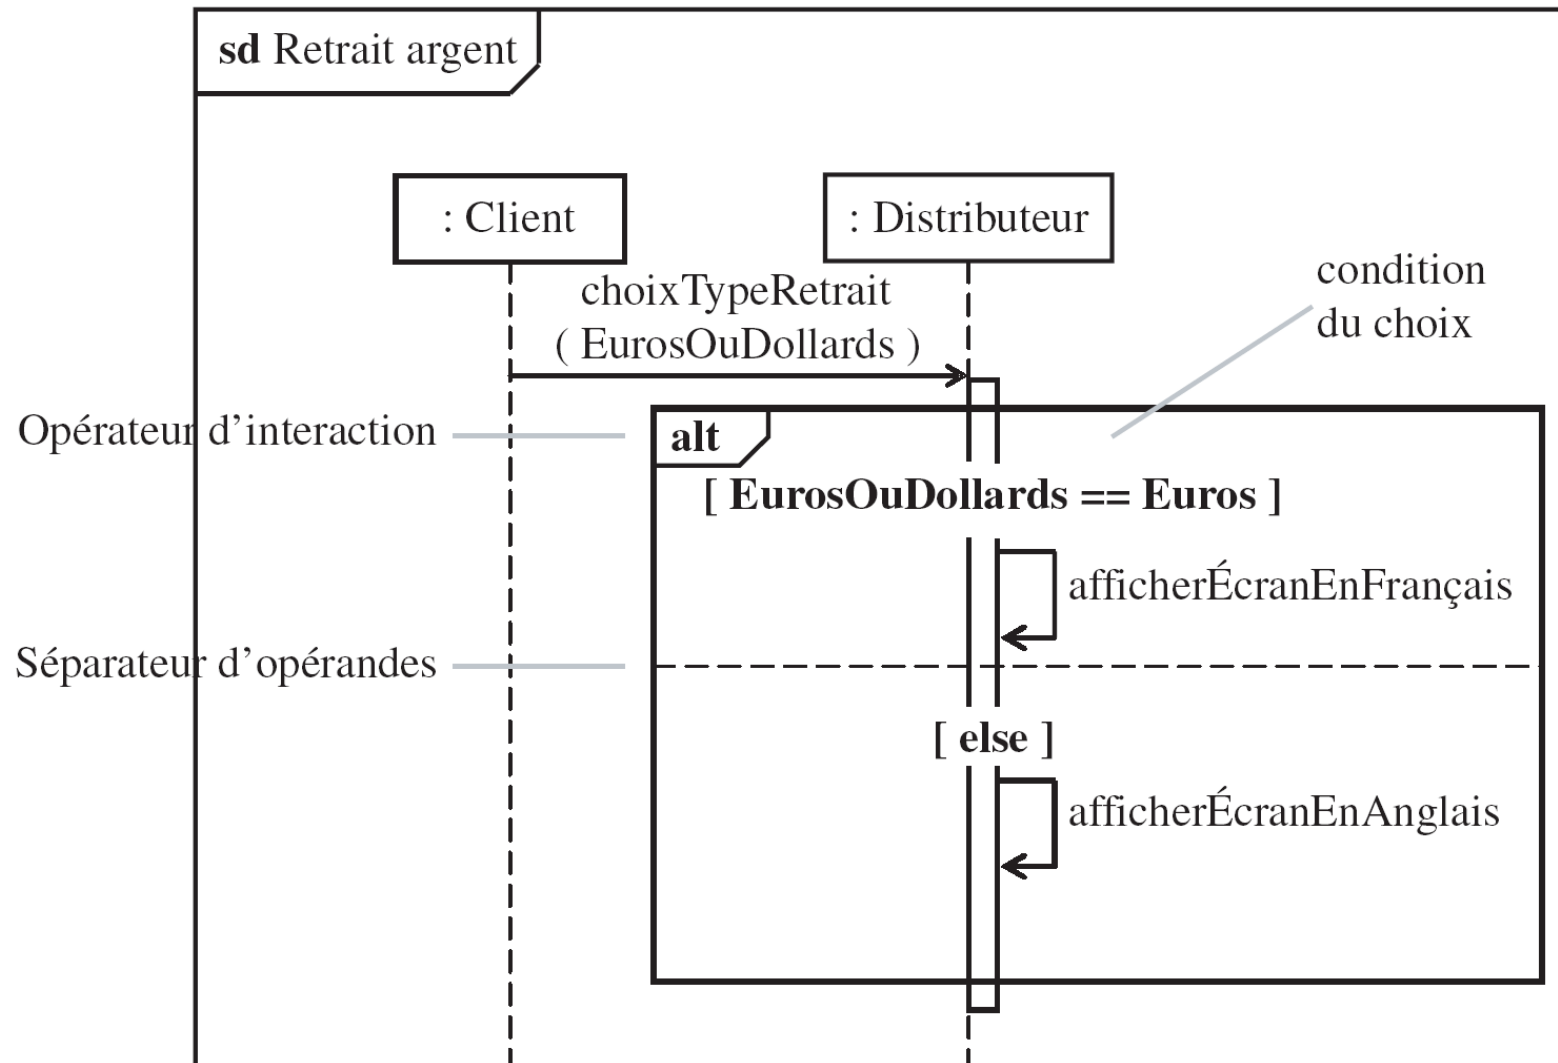 sd Retrait argent
: Client
: Distributeur
condition
du choix
choixTypeRetrait
( EurosOuDollards )
Opérateur d’interaction
alt
[ EurosOuDollards == Euros ]
afficherÉcranEnFrançais
Séparateur d’opérandes
[ else ]
afficherÉcranEnAnglais